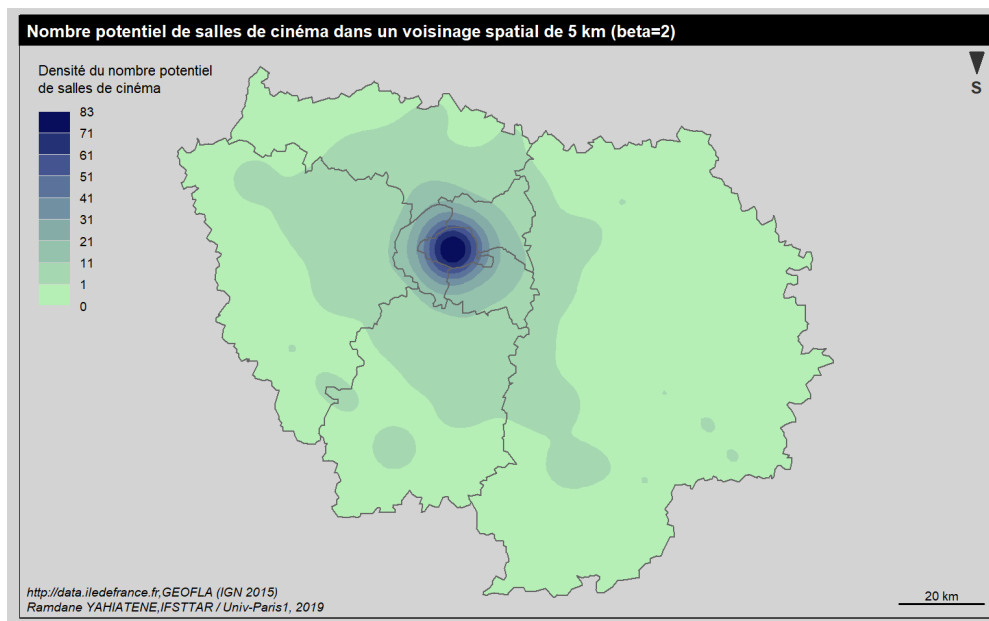 Nombre potentiel de salles de cinéma dans un voisinage spatial de 5 km (beta=2)
Densité du nombre potentiel
de salles de cinéma
83
71
61
51
41
31
21
11
1
0
S
http://data.iledefrance.fr,GEOFLA (IGN 2015)
Ramdane YAHIATENE,IFSTTAR / Univ-Paris1, 2019
20 km